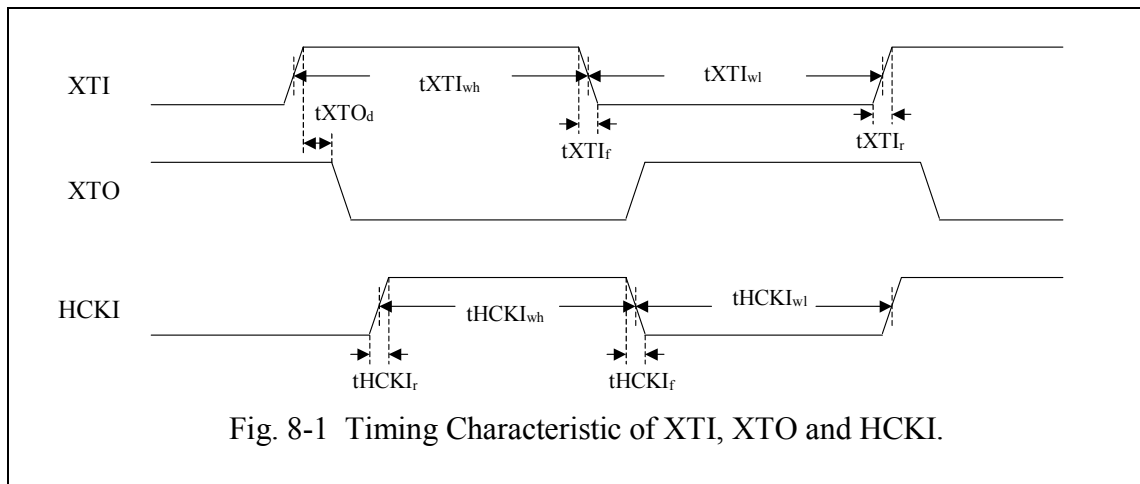 XTI
tXTIwh
tXTIwl
tXTOd
tXTIf
tXTIr
XTO
HCKI
tHCKIwh
tHCKIwl
tHCKIr
tHCKIf
Fig. 8-1 Timing Characteristic of XTI, XTO and HCKI.